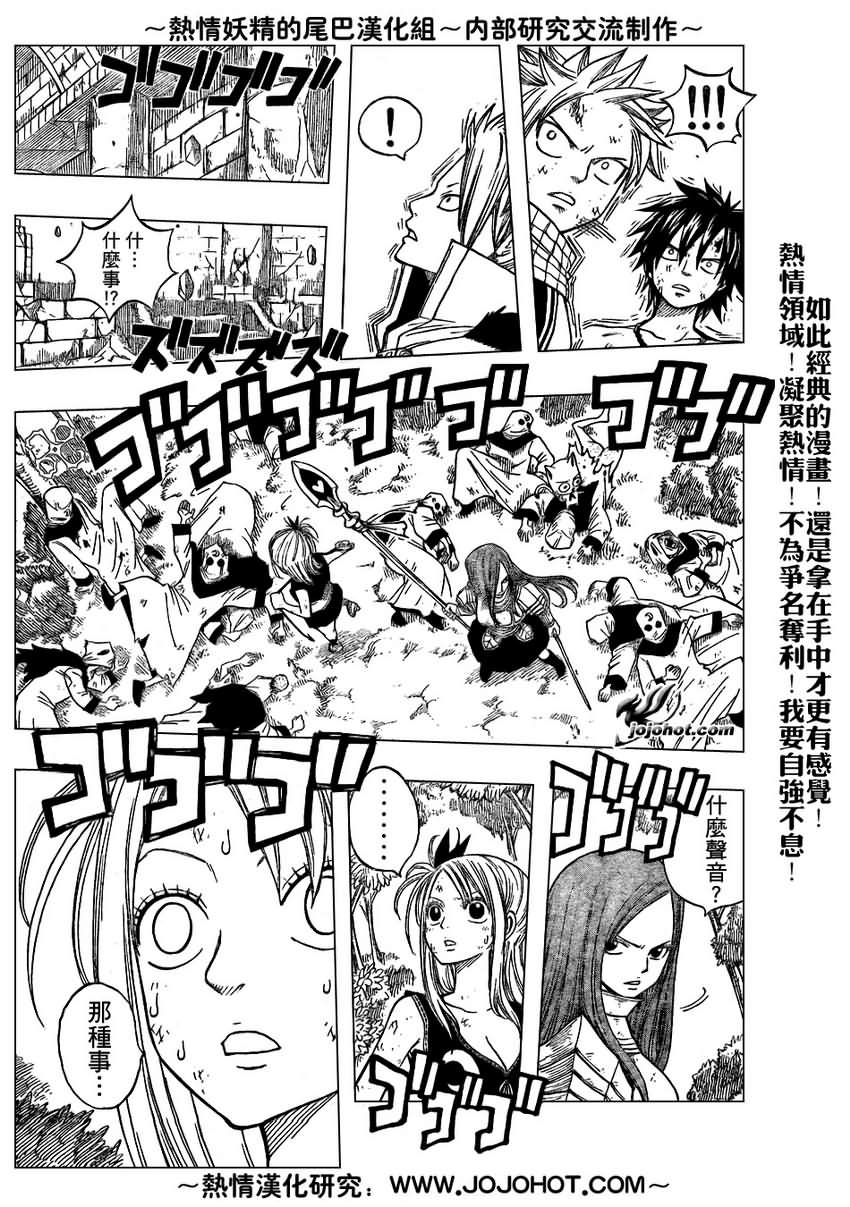 ～熱情妖精的尾巴漢化組～内部研究交流制作～
!!!
!
ゴゴゴゴ
什…
什麼事!?
ズズズズ
ゴゴゴゴゴゴ
ゴゴ
jojohot.com
什麼聲音?
ゴゴゴ
……
ゴゴゴ
ゴゴゴ
那種事…
如此經典的漫畫！還是拿在手中才更有感覺！
熱情領域！凝聚熱情！不為爭名奪利！我要自強不息！
～熱情漢化研究：WWW.JOJOHOT.COM～